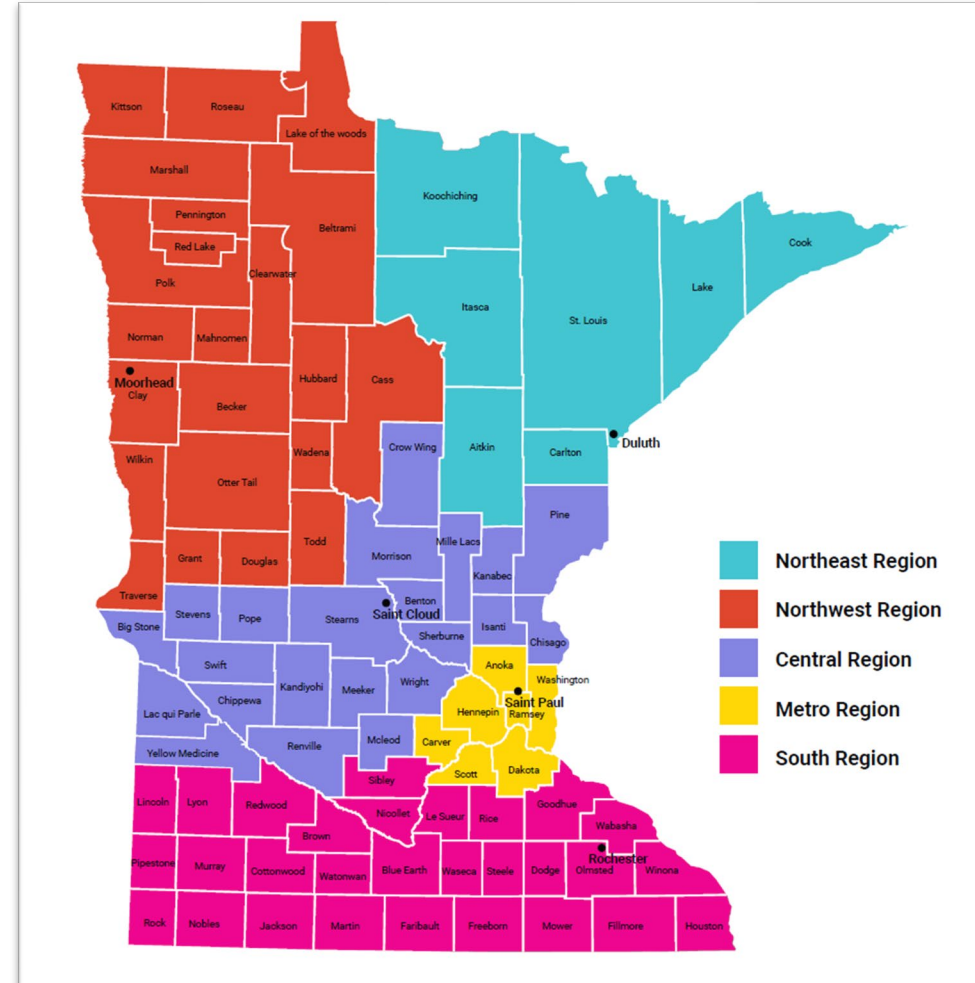 Kittson
Roseau
Lake of the woods
Marshall
Koochiching
Pennington
Beltrami
Red Lake
Cook
Clearwater
Polk
Lake
Itasca
St. Louis
Norman
Mahnomen
Moorhead
Clay
Hubbard
Cass
Becker
Duluth
Crow Wing
Aitkin
Carlton
Wadena
Wilkin
Otter Tail
Pine
Mille Lacs
Todd
Morrison
Grant
Douglas
Kanabec
Northeast Region
Traverse
Benton
Saint Cloud
Northwest Region
Stevens
Pope
Stearns
Big Stone
Isanti
Sherburne
Chisago
Central Region
Swift
Anoka
Washington
Kandiyohi
Meeker
Wright
Chippewa
Saint Paul
Metro Region
Lac qui Parle
Hennepin
Ramsey
Mcleod
Carver
Renville
Yellow Medicine
South Region
Scott
Dakota
Sibley
Lincoln
Lyon
Redwood
Nicollet
Le Sueur
Rice
Goodhue
Wabasha
Brown
Rochester
Pipestone
Murray
Cottonwood
Watonwan
Blue Earth
Waseca
Steele
Dodge
Olmsted
Winona
Rock
Nobles
Jackson
Martin
Faribault
Freeborn
Mower
Fillmore
Houston